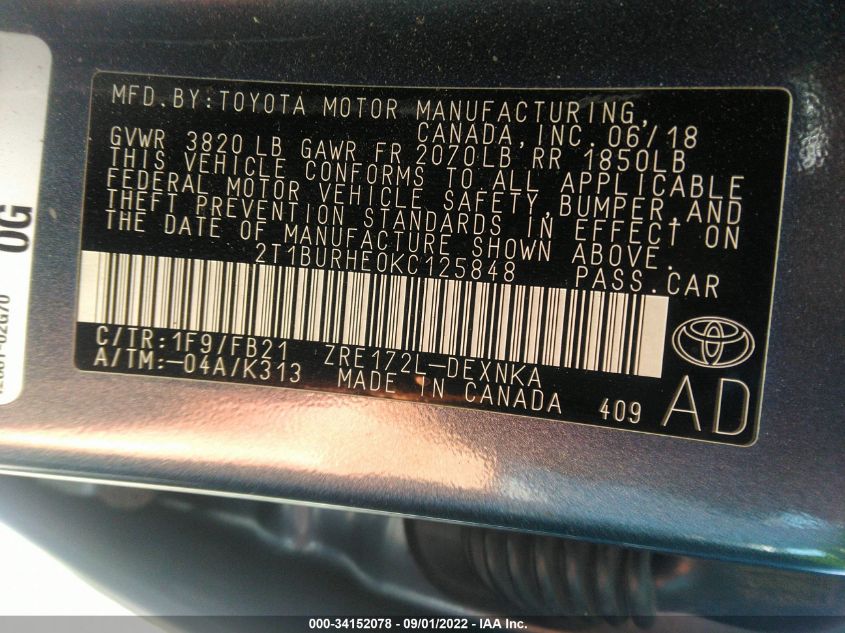 MFD.BY:TOYOTA MOTOR MANUFACTURING,
CANADA,INC.06/18
GVWR 3820 LB GAWR FR 2070LB RR 1850LB
THIS VEHICLE CONFORMS TO ALL APPLICABLE
FEDERAL MOTOR VEHICLE SAFETY,BUMPER,AND
THEFT PREVENTION STANDARDS IN EFFECT ON
THE DATE OF MANUFACTURE SHOWN ABOVE.
2T1BURHE0KC125848 PASS.CAR
C/TR:1F9/FB21 ZRE172L-DEXNKA
A/TM:-04A/K313 MADE IN CANADA 409
AD
0G
000-34152078 - 09/01/2022 - IAA Inc.